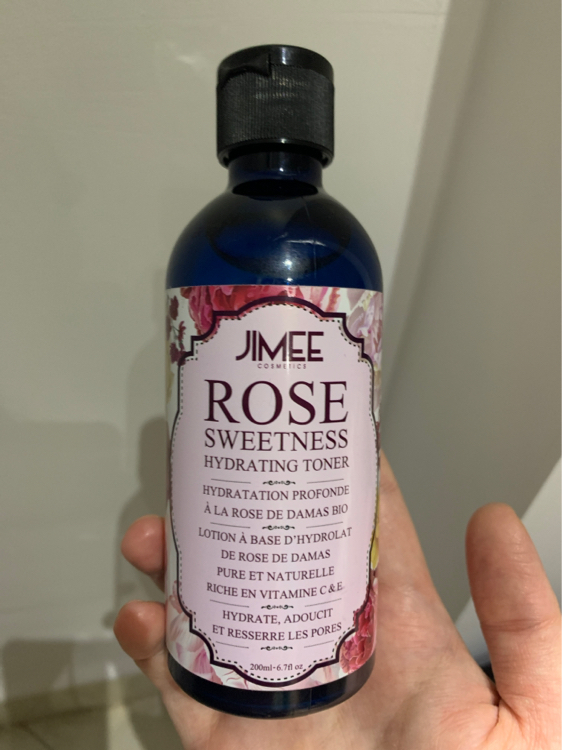 JIMEE
COSMETICS
ROSE
SWEETNESS
HYDRATING TONER
HYDRATATION PROFONDE
À LA ROSE DE DAMAS BIO
LOTION À BASE D'HYDROLAT
DE ROSE DE DAMAS
PURE ET NATURELLE
RICHE EN VITAMINE C & E.
HYDRATE, ADOUCIT
ET RESSERRE LES PORES
200ml-6.7fl oz